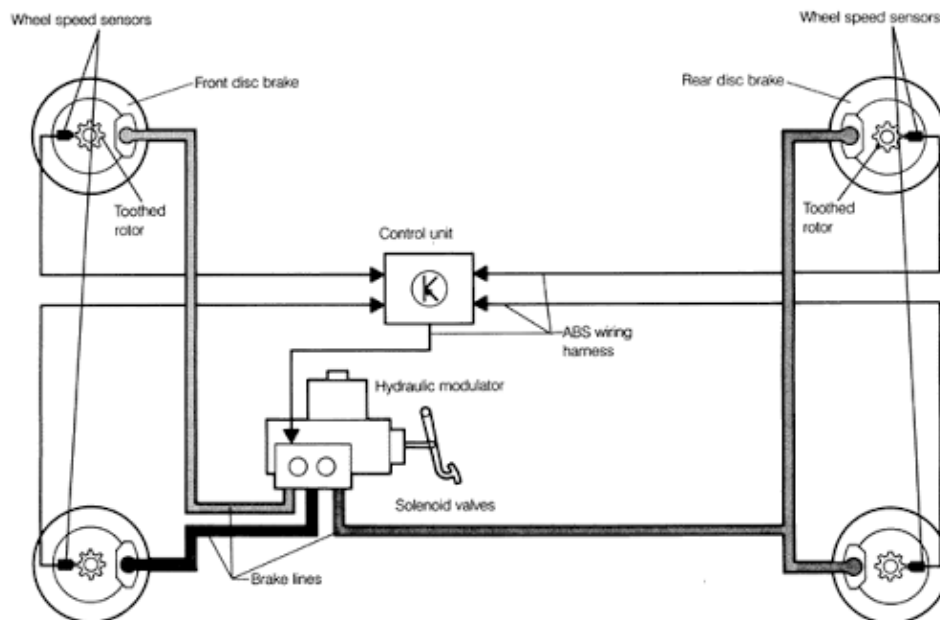 Wheel speed sensors
Wheel speed sensors
Front disc brake
Rear disc brake
Toothed
rotor
Toothed
rotor
Control unit
K
ABS wiring
harness
Hydraulic modulator
Solenoid valves
Brake lines